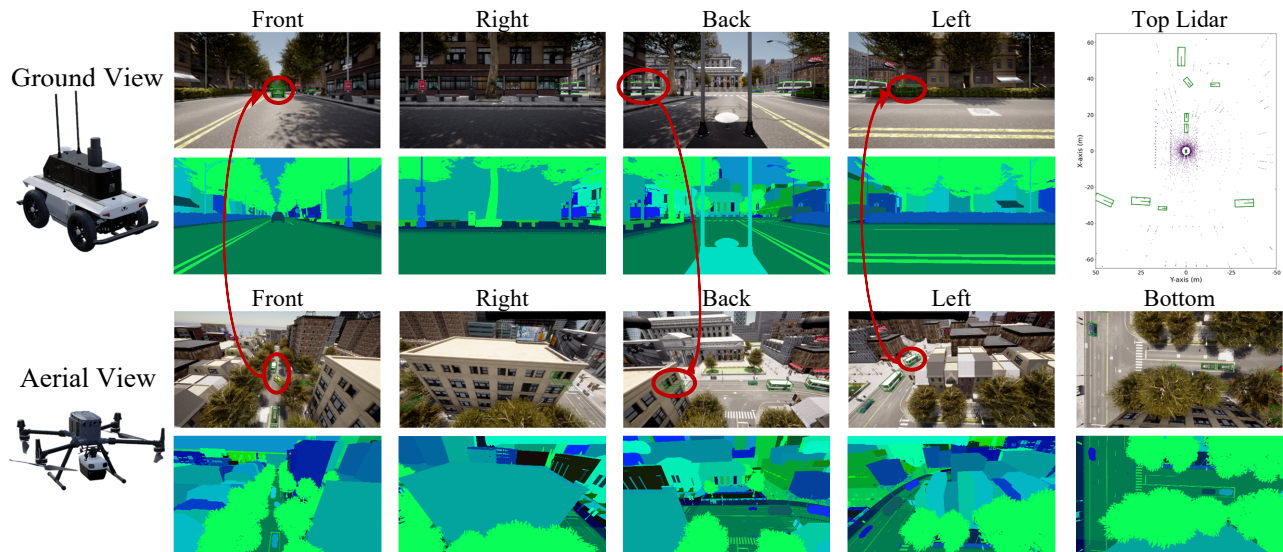 Front Right Back Left Top Lidar
Ground View
60
40
20
0
-20
-40
-60
X-axis (m)
50 25 0 -25 -50
Y-axis (m)
Front Right Back Left Bottom
Aerial View